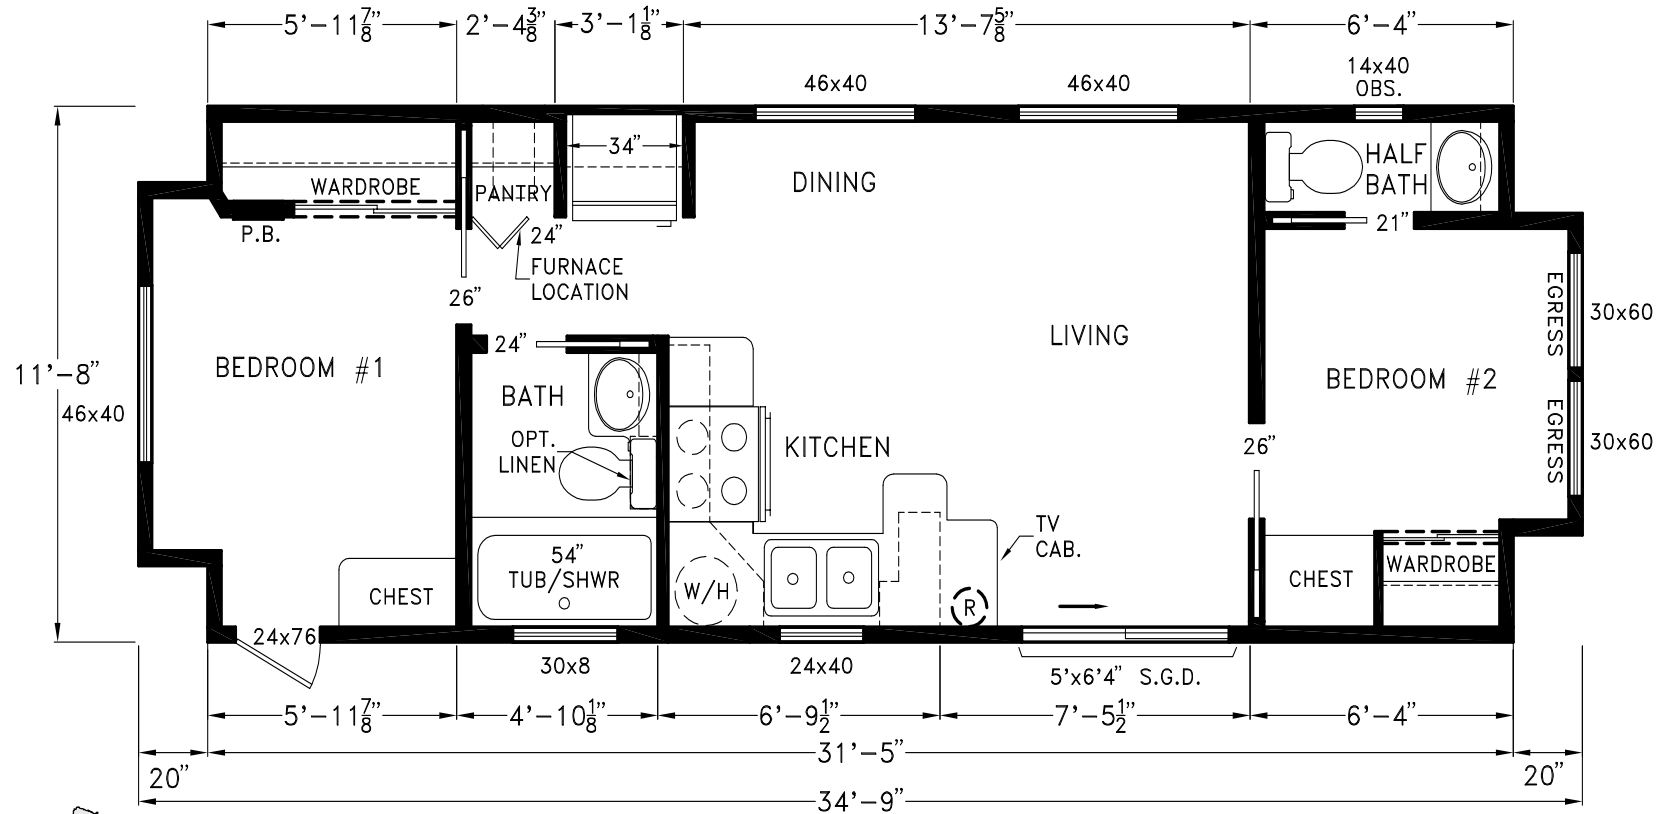 5'-11 7/8"
2'-4 3/8"
3'-1 1/8"
13'-7 5/8"
6'-4"
46x40
46x40
14x40
OBS.
34"
WARDROBE
PANTRY
DINING
HALF
BATH
P.B.
24"
21"
FURNACE
LOCATION
26"
EGRESS
30x60
24"
LIVING
11'-8"
BEDROOM #1
BATH
BEDROOM #2
46x40
OPT.
LINEN
KITCHEN
26"
EGRESS
30x60
TV
CAB.
54"
TUB/SHWR
W/H
R
CHEST
CHEST
WARDROBE
24x76
30x8
24x40
5'x6'4" S.G.D.
5'-11 7/8"
4'-10 1/8"
6'-9 1/2"
7'-5 1/2"
6'-4"
20"
31'-5"
20"
34'-9"